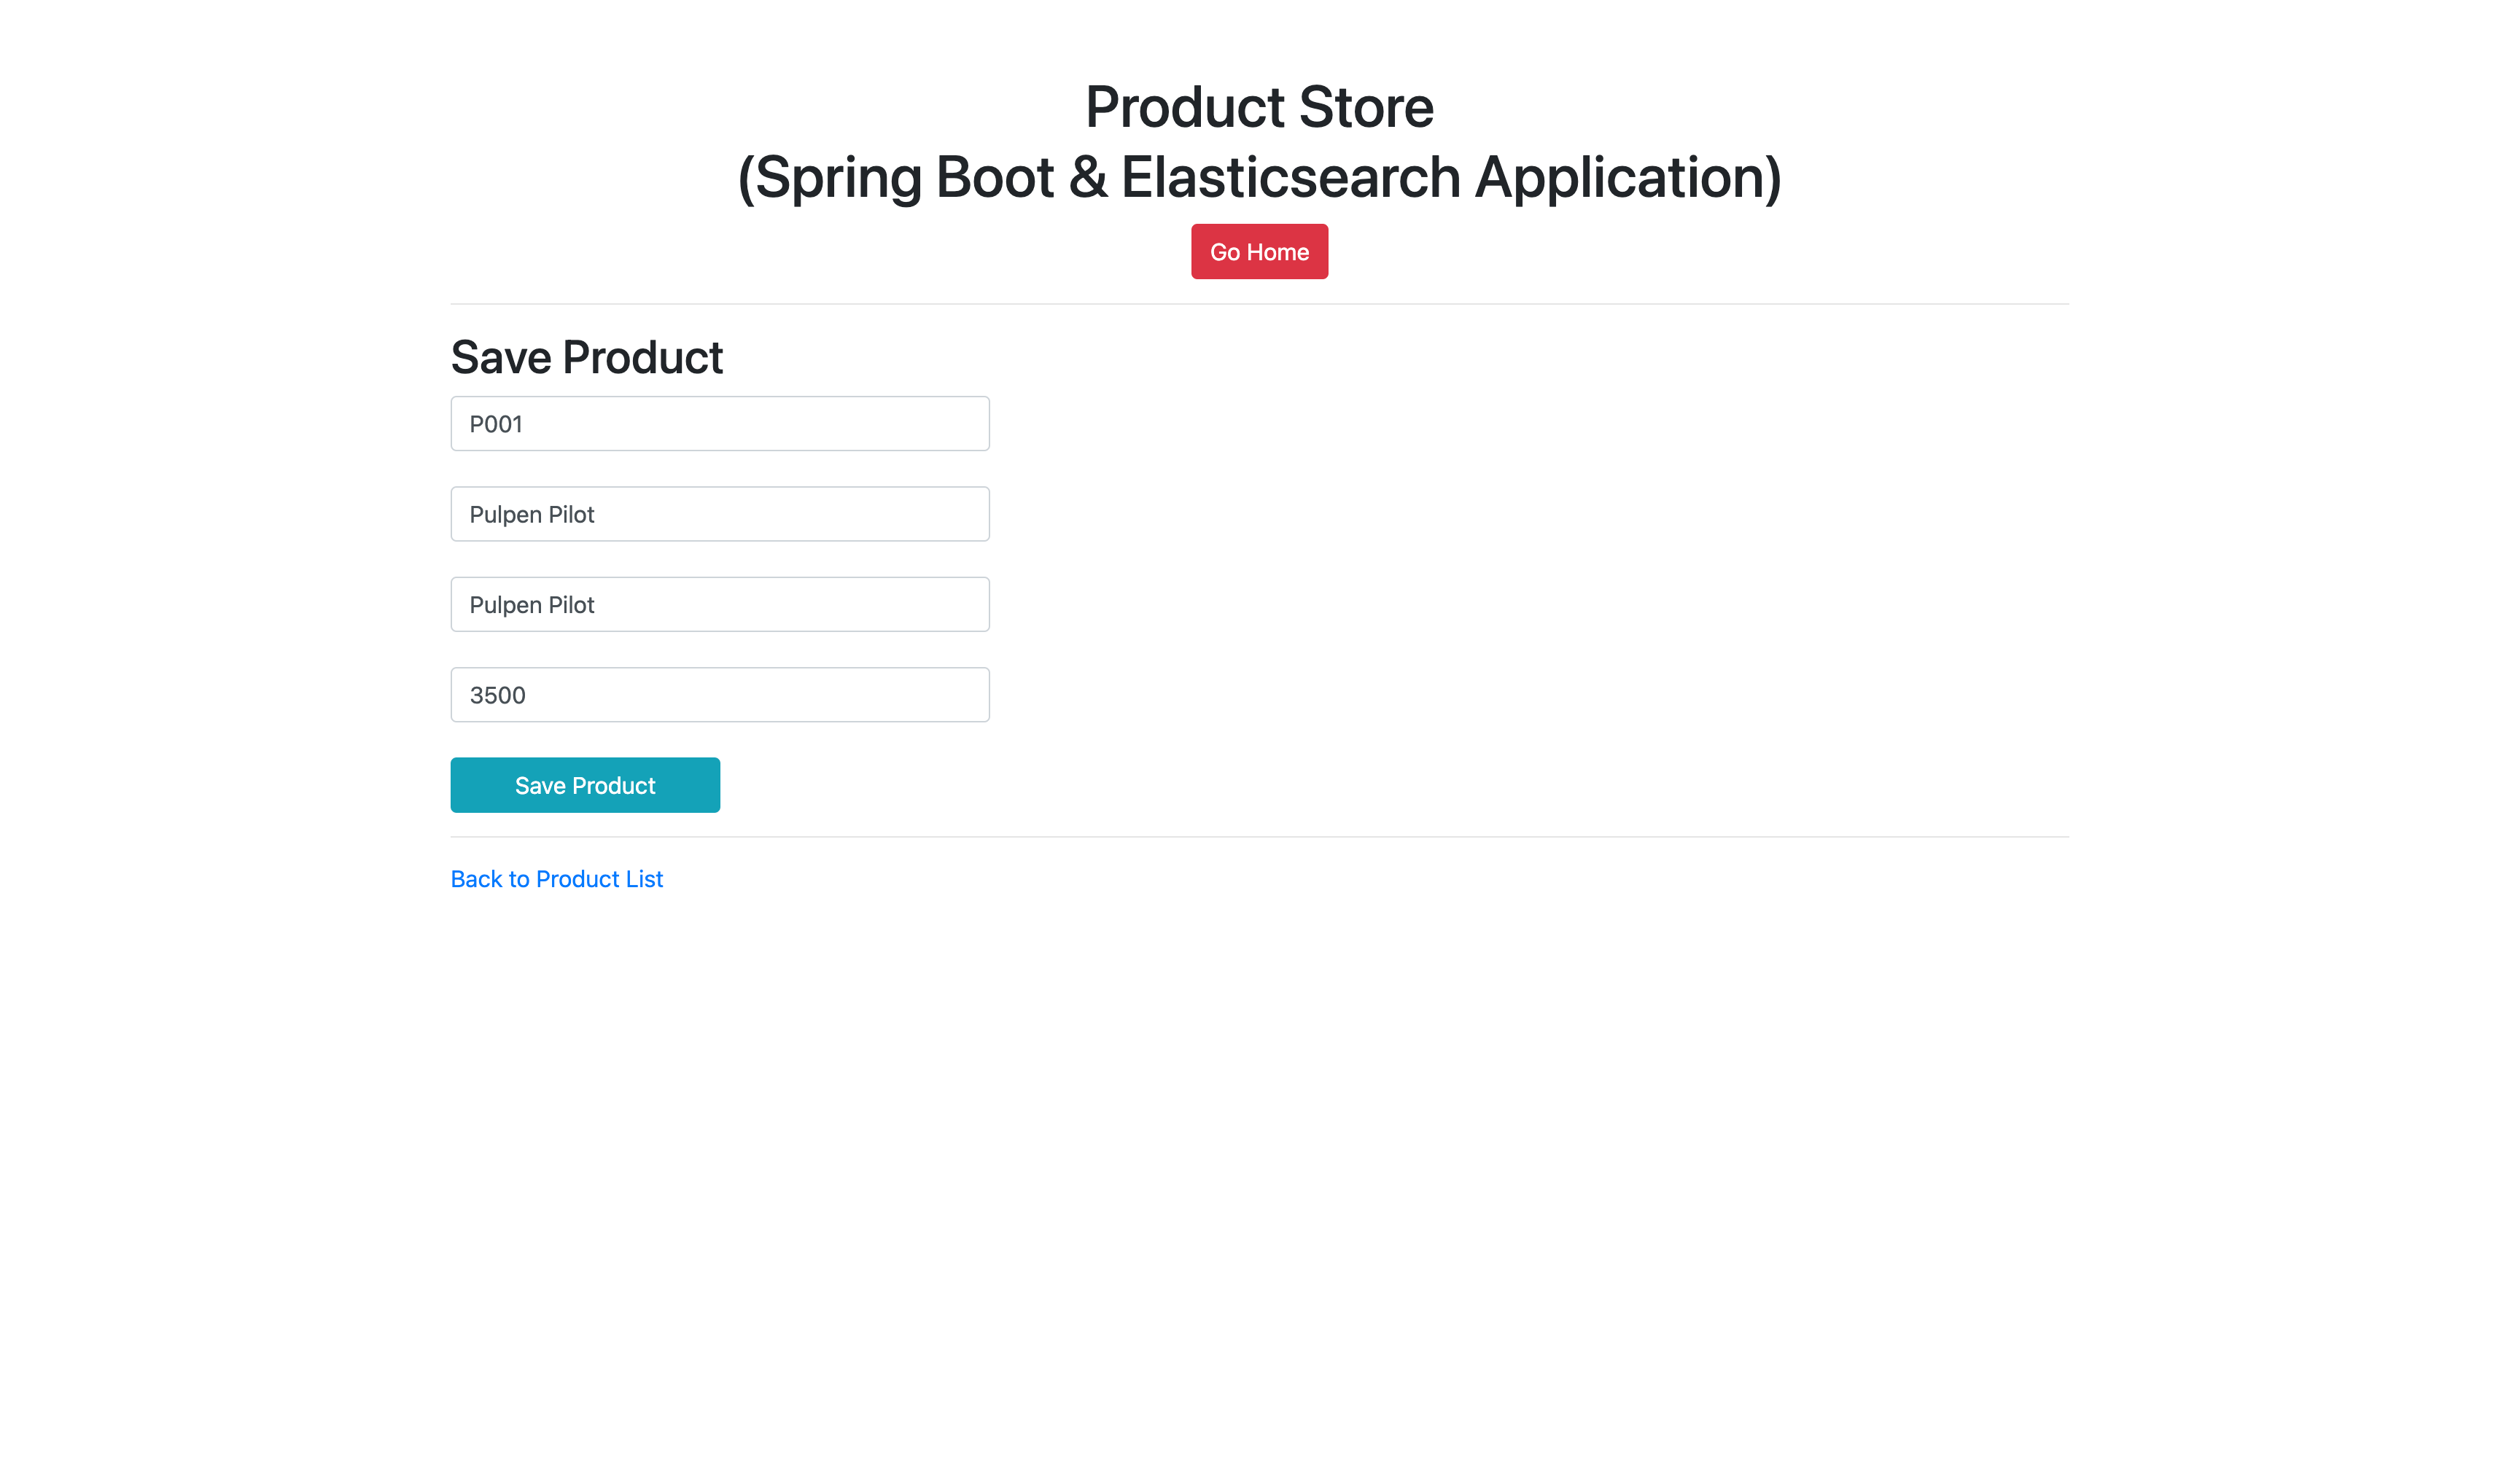 Product Store
(Spring Boot & Elasticsearch Application)
Go Home
Save Product
P001
Pulpen Pilot
Pulpen Pilot
3500
Save Product
Back to Product List